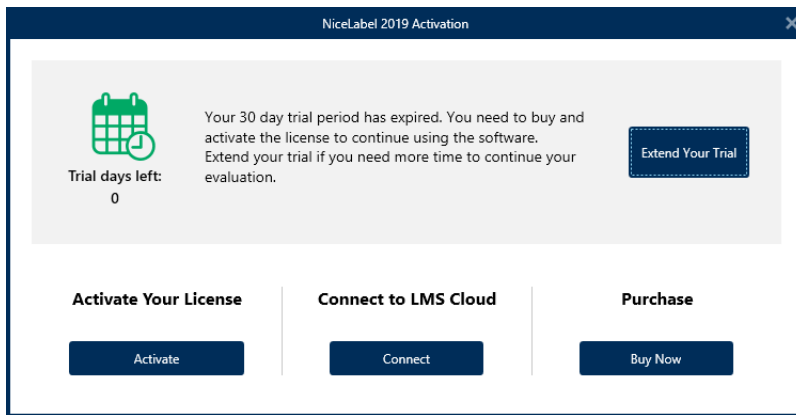 NiceLabel 2019 Activation
Your 30 day trial period has expired. You need to buy and
activate the license to continue using the software.
Extend your trial if you need more time to continue your
evaluation.
Trial days left:
0
Extend Your Trial
Activate Your License
Activate
Connect to LMS Cloud
Connect
Purchase
Buy Now